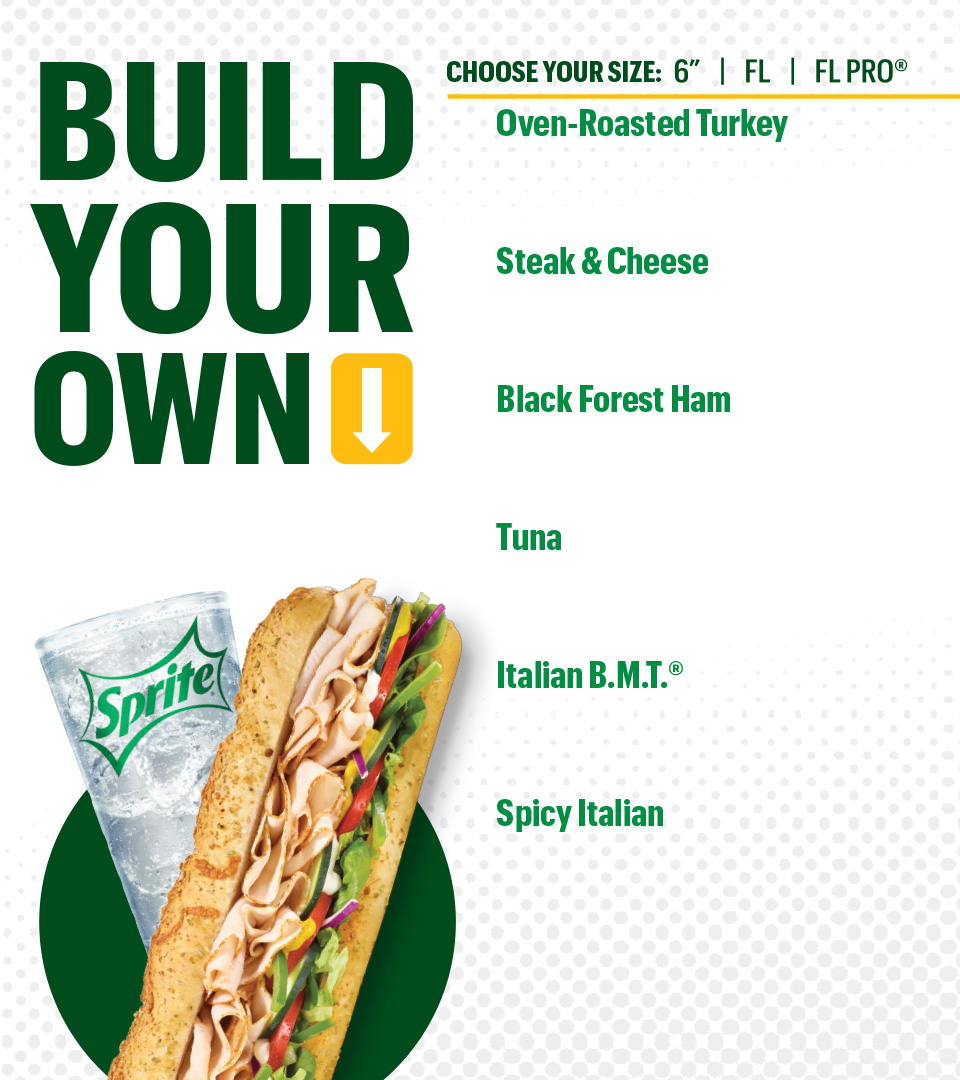 BUILD
YOUR
OWN
CHOOSE YOUR SIZE: 6” | FL | FL PRO®
Oven-Roasted Turkey
Steak & Cheese
Black Forest Ham
Tuna
Italian B.M.T.®
Spicy Italian
Sprite